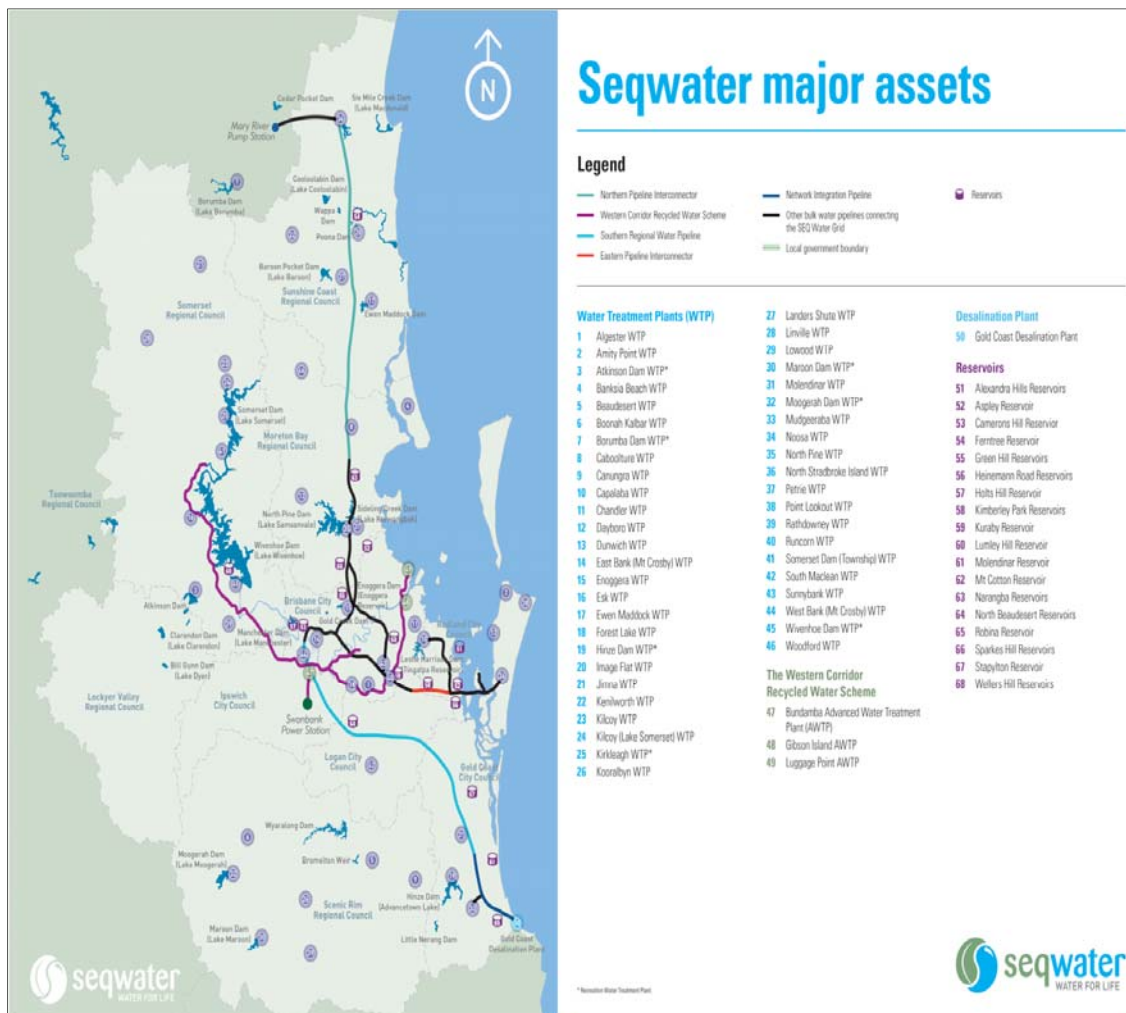 Cedar Pocket Dam
Six Mile Creek Dam
(Lake Macdonald)
Mary River
Pump Station
N
Borumba Dam
(Lake Borumba)
Cooloolabin Dam
(Lake Cooloolabin)
Wappa
Dam
Poona Dam
Baroon Pocket Dam
(Lake Baroon)
Sunshine Coast
Regional Council
Ewen Maddock Dam
Somerset
Regional Council
Somerset Dam
(Lake Somerset)
Moreton Bay
Regional Council
Toowoomba
Regional Council
North Pine Dam
(Lake Samsonvale)
Sideling Creek Dam
Wivenhoe Dam
(Lake Wivenhoe)
Enoggera Dam
(Enoggera
Reservoir)
Atkinson Dam
Brisbane City
Council
Gold Creek Dam
Clarendon Dam
(Lake Clarendon)
Manchester Dam
(Lake Manchester)
Redland City
Leslie Harrison Dam
(Tingalpa Reservoir)
Bill Gunn Dam
(Lake Dyer)
Lockyer Valley
Regional Council
Ipswich
City Council
Swanbank
Power Station
Logan City
Council
Gold Coast
City Council
Wyaralong Dam
Bromelton Weir
Moogerah Dam
(Lake Moogerah)
Hinze Dam
(Advancetown Lake)
Scenic Rim
Regional Council
Maroon Dam
(Lake Maroon)
Little Nerang Dam
Gold Coast
Desalination Plant
seqwater
WATER FOR LIFE
Seqwater major assets
Legend
Northern Pipeline Interconnector
Western Corridor Recycled Water Scheme
Southern Regional Water Pipeline
Eastern Pipeline Interconnector
Network Integration Pipeline
Other bulk water pipelines connecting
the SEQ Water Grid
Local government boundary
Reservoirs
Water Treatment Plants (WTP)
1 Algester WTP
2 Amity Point WTP
3 Atkinson Dam WTP*
4 Banksia Beach WTP
5 Beaudesert WTP
6 Boonah Kalbar WTP
7 Borumba Dam WTP*
8 Caboolture WTP
9 Canungra WTP
10 Capalaba WTP
11 Chandler WTP
12 Dayboro WTP
13 Dunwich WTP
14 East Bank (Mt Crosby) WTP
15 Enoggera WTP
16 Esk WTP
17 Ewen Maddock WTP
18 Forest Lake WTP
19 Hinze Dam WTP*
20 Image Flat WTP
21 Jimna WTP
22 Kenilworth WTP
23 Kilcoy WTP
24 Kilcoy (Lake Somerset) WTP
25 Kirkleagh WTP*
26 Kooralbyn WTP
27 Landers Shute WTP
28 Linville WTP
29 Lowood WTP
30 Maroon Dam WTP*
31 Molendinar WTP
32 Moogerah Dam WTP*
33 Mudgeeraba WTP
34 Noosa WTP
35 North Pine WTP
36 North Stradbroke Island WTP
37 Petrie WTP
38 Point Lookout WTP
39 Rathdowney WTP
40 Runcorn WTP
41 Somerset Dam (Township) WTP
42 South Maclean WTP
43 Sunnybank WTP
44 West Bank (Mt Crosby) WTP
45 Wivenhoe Dam WTP*
46 Woodford WTP
The Western Corridor
Recycled Water Scheme
47 Bundamba Advanced Water Treatment
Plant (AWTP)
48 Gibson Island AWTP
49 Luggage Point AWTP
Desalination Plant
50 Gold Coast Desalination Plant
Reservoirs
51 Alexandra Hills Reservoirs
52 Aspley Reservoir
53 Camerons Hill Reservior
54 Ferntree Reservoir
55 Green Hill Reservoirs
56 Heinemann Road Reservoirs
57 Holts Hill Reservoir
58 Kimberley Park Reservoirs
59 Kuraby Reservoir
60 Lumley Hill Reservoir
61 Molendinar Reservoir
62 Mt Cotton Reservoir
63 Narangba Reservoirs
64 North Beaudesert Reservoirs
65 Robina Reservoir
66 Sparkes Hill Reservoirs
67 Stapylton Reservoir
68 Wellers Hill Reservoirs
* Recreation Water Treatment Plant
seqwater
WATER FOR LIFE